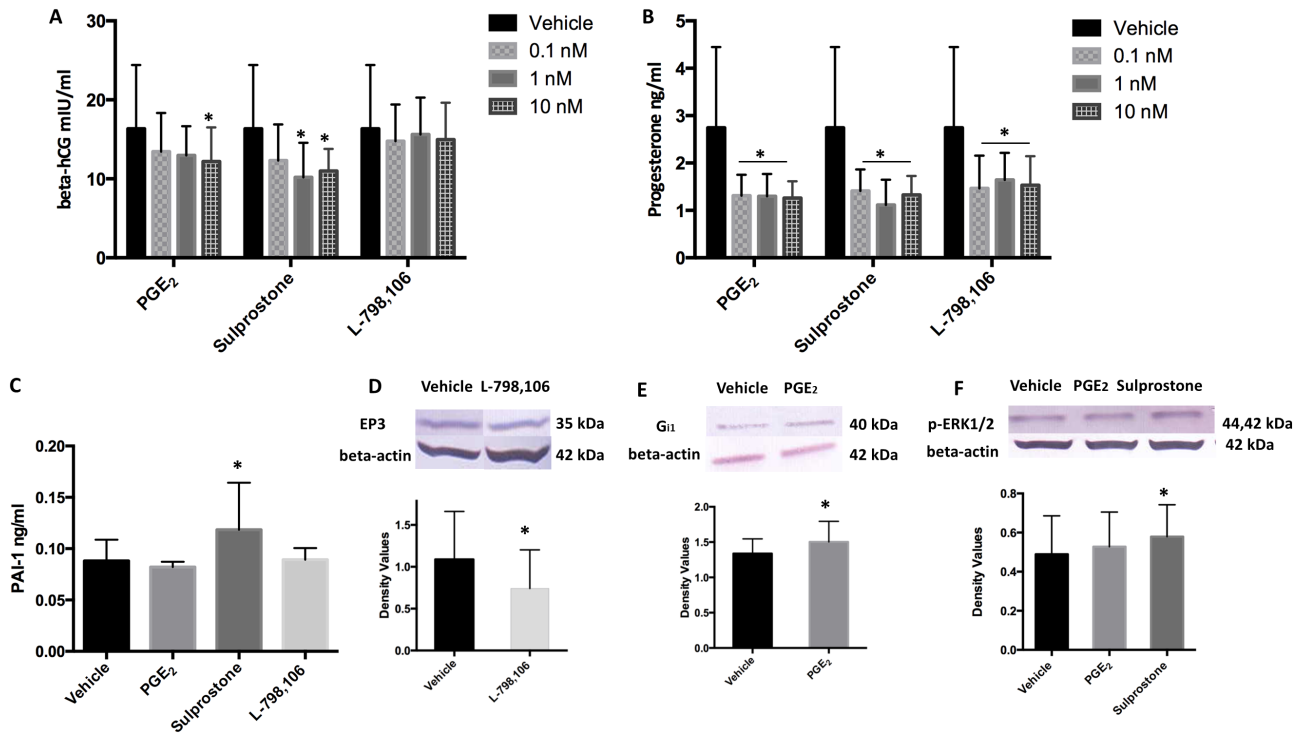 A
beta-hCG mIU/ml
30
20
10
0
*
*
*
PGE2
Sulprostone
L-798,106
Vehicle
0.1 nM
1 nM
10 nM
B
Progesterone ng/ml
5
4
3
2
1
0
*
*
*
PGE2
Sulprostone
L-798,106
Vehicle
0.1 nM
1 nM
10 nM
C
PAI-1 ng/ml
0.20
0.15
0.10
0.05
0.00
*
Vehicle
PGE2
Sulprostone
L-798,106
D
Vehicle L-798,106
EP3 35 kDa
beta-actin 42 kDa
Density Values
1.5
1.0
0.5
0.0
*
Vehicle
L-798,106
E
Vehicle PGE2
Gi1 40 kDa
beta-actin 42 kDa
Density Values
2.0
1.5
1.0
0.5
0.0
*
Vehicle
PGE2
F
Vehicle PGE2 Sulprostone
p-ERK1/2 44,42 kDa
beta-actin 42 kDa
Density Values
0.8
0.6
0.4
0.2
0.0
*
Vehicle
PGE2
Sulprostone